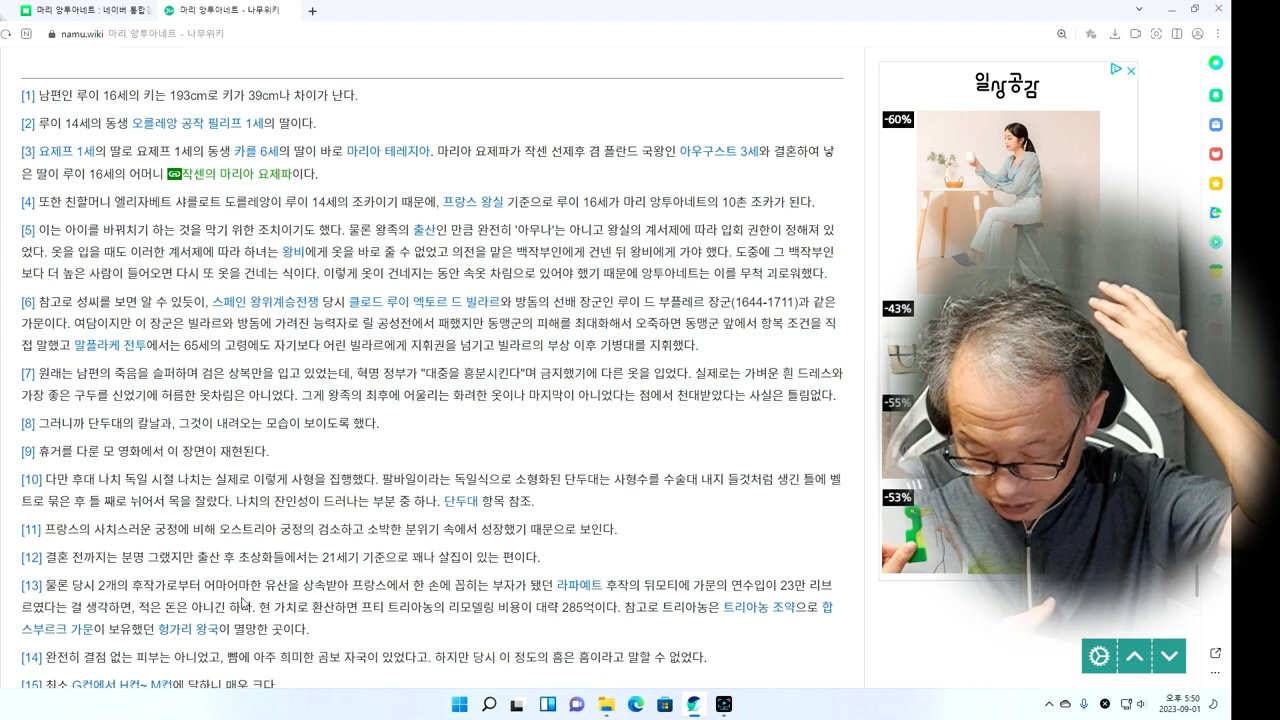 마리 앙투아네트 : 네이버 통합검
마리 앙투아네트 - 나무위키
namu.wiki 마리 앙투아네트 - 나무위키
[1] 남편인 루이 16세의 키는 193cm로 키가 39cm나 차이가 난다.
[2] 루이 14세의 동생 오를레앙 공작 필리프 1세의 딸이다.
[3] 요제프 1세의 딸로 요제프 1세의 동생 카를 6세의 딸이 바로 마리아 테레지아. 마리아 요제파가 작센 선제후 겸 폴란드 국왕인 아우구스트 3세와 결혼하여 낳
은 딸이 루이 16세의 어머니 작센의 마리아 요제파이다.
[4] 또한 친할머니 엘리자베트 샤를로트 도를레앙이 루이 14세의 조카이기 때문에, 프랑스 왕실 기준으로 루이 16세가 마리 앙투아네트의 10촌 조카가 된다.
[5] 이는 아이를 바꿔치기 하는 것을 막기 위한 조치이기도 했다. 물론 왕족의 출산인 만큼 완전히 '아무나'는 아니고 왕실의 계서제에 따라 입회 권한이 정해져 있
었다. 옷을 입을 때도 이러한 계서제에 따라 하녀는 왕비에게 옷을 바로 줄 수 없었고 의전을 맡은 백작부인에게 건넨 뒤 왕비에게 가야 했다. 도중에 그 백작부인
보다 더 높은 사람이 들어오면 다시 또 옷을 건네는 식이다. 이렇게 옷이 건네지는 동안 속옷 차림으로 있어야 했기 때문에 앙투아네트는 이를 무척 괴로워했다.
[6] 참고로 성씨를 보면 알 수 있듯이, 스페인 왕위계승전쟁 당시 클로드 루이 엑토르 드 빌라르와 방돔의 선배 장군인 루이 드 부플레르 장군(1644-1711)과 같은
가문이다. 여담이지만 이 장군은 빌라르와 방돔에 가려진 능력자로 릴 공성전에서 패했지만 동맹군의 피해를 최대화해서 오죽하면 동맹군 앞에서 항복 조건을 직
접 말했고 말플라케 전투에서는 65세의 고령에도 자기보다 어린 빌라르에게 지휘권을 넘기고 빌라르의 부상 이후 기병대를 지휘했다.
[7] 원래는 남편의 죽음을 슬퍼하며 검은 상복만을 입고 있었는데, 혁명 정부가 "대중을 흥분시킨다"며 금지했기에 다른 옷을 입었다. 실제로는 가벼운 흰 드레스와
가장 좋은 구두를 신었기에 허름한 옷차림은 아니었다. 그게 왕족의 최후에 어울리는 화려한 옷이나 마지막이 아니었다는 점에서 천대받았다는 사실은 틀림없다.
[8] 그러니까 단두대의 칼날과, 그것이 내려오는 모습이 보이도록 했다.
[9] 휴거를 다룬 모 영화에서 이 장면이 재현된다.
[10] 다만 후대 나치 독일 시절 나치는 실제로 이렇게 사형을 집행했다. 팔바일이라는 독일식으로 소형화된 단두대는 사형수를 수술대 내지 들것처럼 생긴 틀에 벨
트로 묶은 후 틀 째로 뉘어서 목을 잘랐다. 나치의 잔인성이 드러나는 부분 중 하나. 단두대 항목 참조.
[11] 프랑스의 사치스러운 궁정에 비해 오스트리아 궁정의 검소하고 소박한 분위기 속에서 성장했기 때문으로 보인다.
[12] 결혼 전까지는 분명 그랬지만 출산 후 초상화들에서는 21세기 기준으로 꽤나 살집이 있는 편이다.
[13] 물론 당시 2개의 후작가로부터 어마어마한 유산을 상속받아 프랑스에서 한 손에 꼽히는 부자가 됐던 라파예트 후작의 뒤모티에 가문의 연수입이 23만 리브
르였다는 걸 생각하면, 적은 돈은 아니긴 하다. 현 가치로 환산하면 프티 트리아농의 리모델링 비용이 대략 285억이다. 참고로 트리아농은 트리아농 조약으로 합
스부르크 가문이 보유했던 헝가리 왕국이 멸망한 곳이다.
[14] 완전히 결점 없는 피부는 아니었고, 뺨에 아주 희미한 곰보 자국이 있었다고. 하지만 당시 이 정도의 흠은 흠이라고 말할 수 없었다.
[15] 최소 G컵에서 H컵~ M컵에 달하니 매우 크다.
일상공감
-60%
-43%
-55%
-53%
오후 5:50
2023-09-01